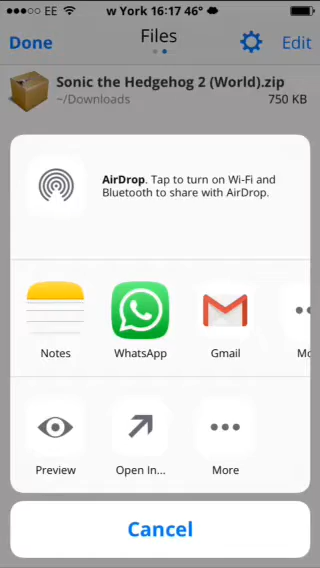 EE w York 16:17 46°
Done Files Edit
Sonic the Hedgehog 2 (World).zip
~/Downloads 750 KB
AirDrop. Tap to turn on Wi-Fi and
Bluetooth to share with AirDrop.
Notes WhatsApp Gmail Mo
Preview Open In... More
Cancel